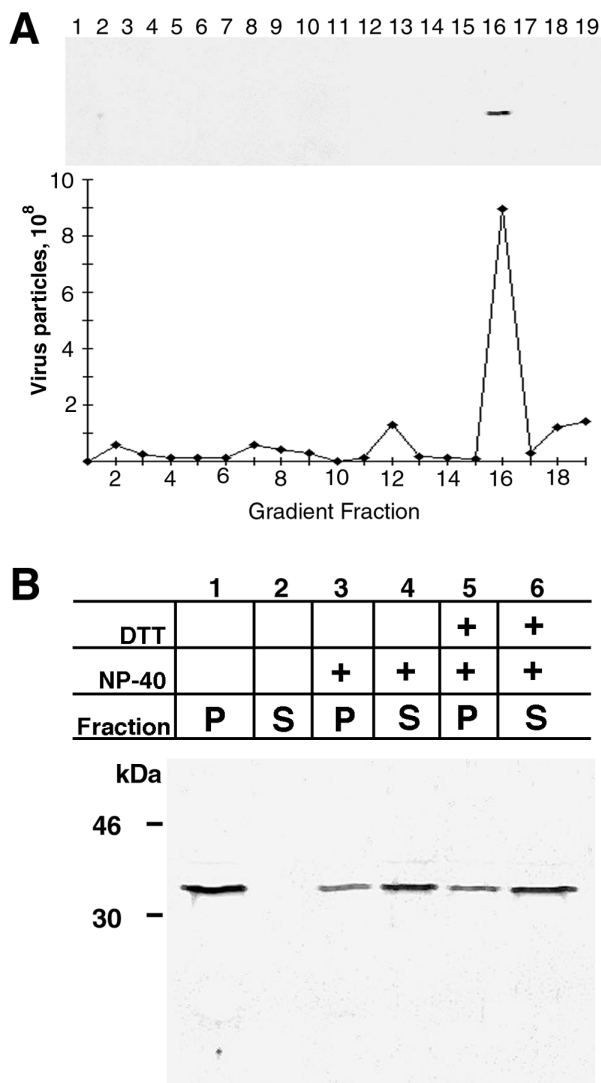 A
1 2 3 4 5 6 7 8 9 10 11 12 13 14 15 16 17 18 19
10
8
6
4
2
Virus particles, 10⁸
2 4 6 8 10 12 14 16 18
Gradient Fraction
B
1 2 3 4 5 6
DTT + +
NP-40 + + + +
Fraction P S P S P S
kDa
46
30